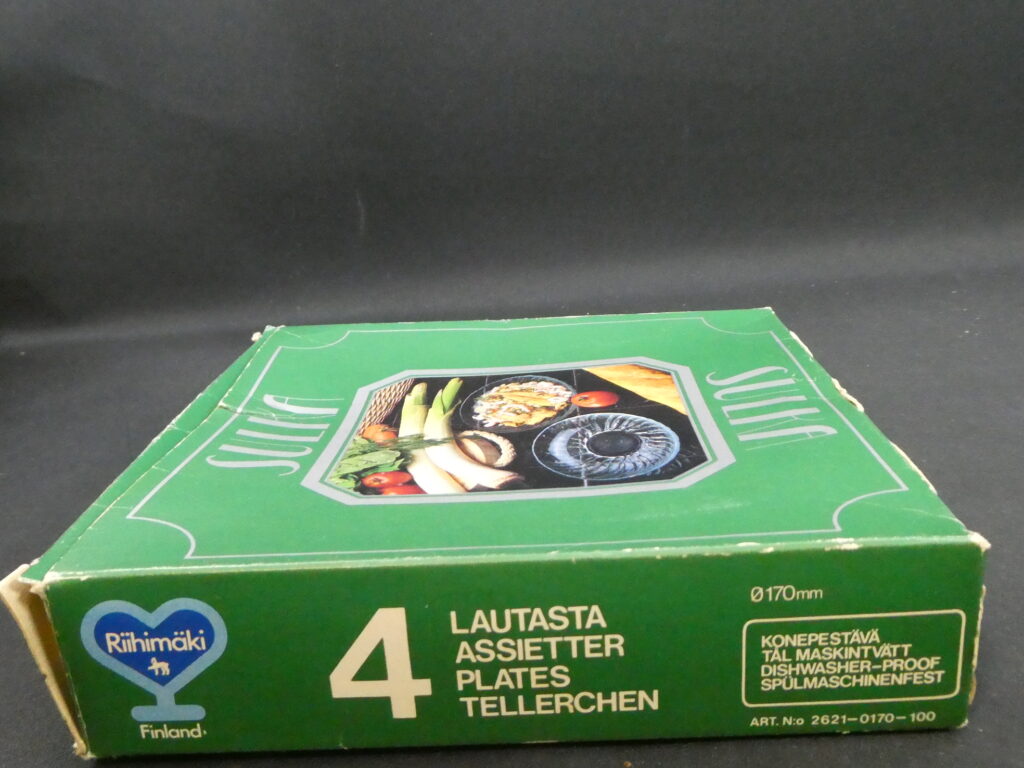 SULKA
SULKA
Riihimäki
Finland
4
LAUTASTA
ASSIETTER
PLATES
TELLERCHEN
Ø170mm
KONEPESTÄVÄ
TÅL MASKINTVÄTT
DISHWASHER-PROOF
SPÜLMASCHINENFEST
ART. N:o 2621-0170-100